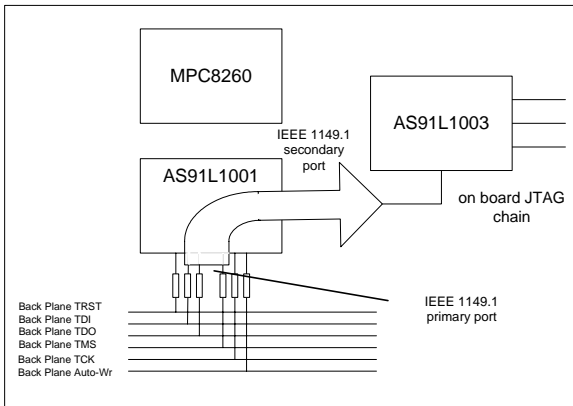 MPC8260
AS91L1003
IEEE 1149.1
secondary
port
AS91L1001
on board JTAG
chain
IEEE 1149.1
primary port
Back Plane TRST
Back Plane TDI
Back Plane TDO
Back Plane TMS
Back Plane TCK
Back Plane Auto-Wr